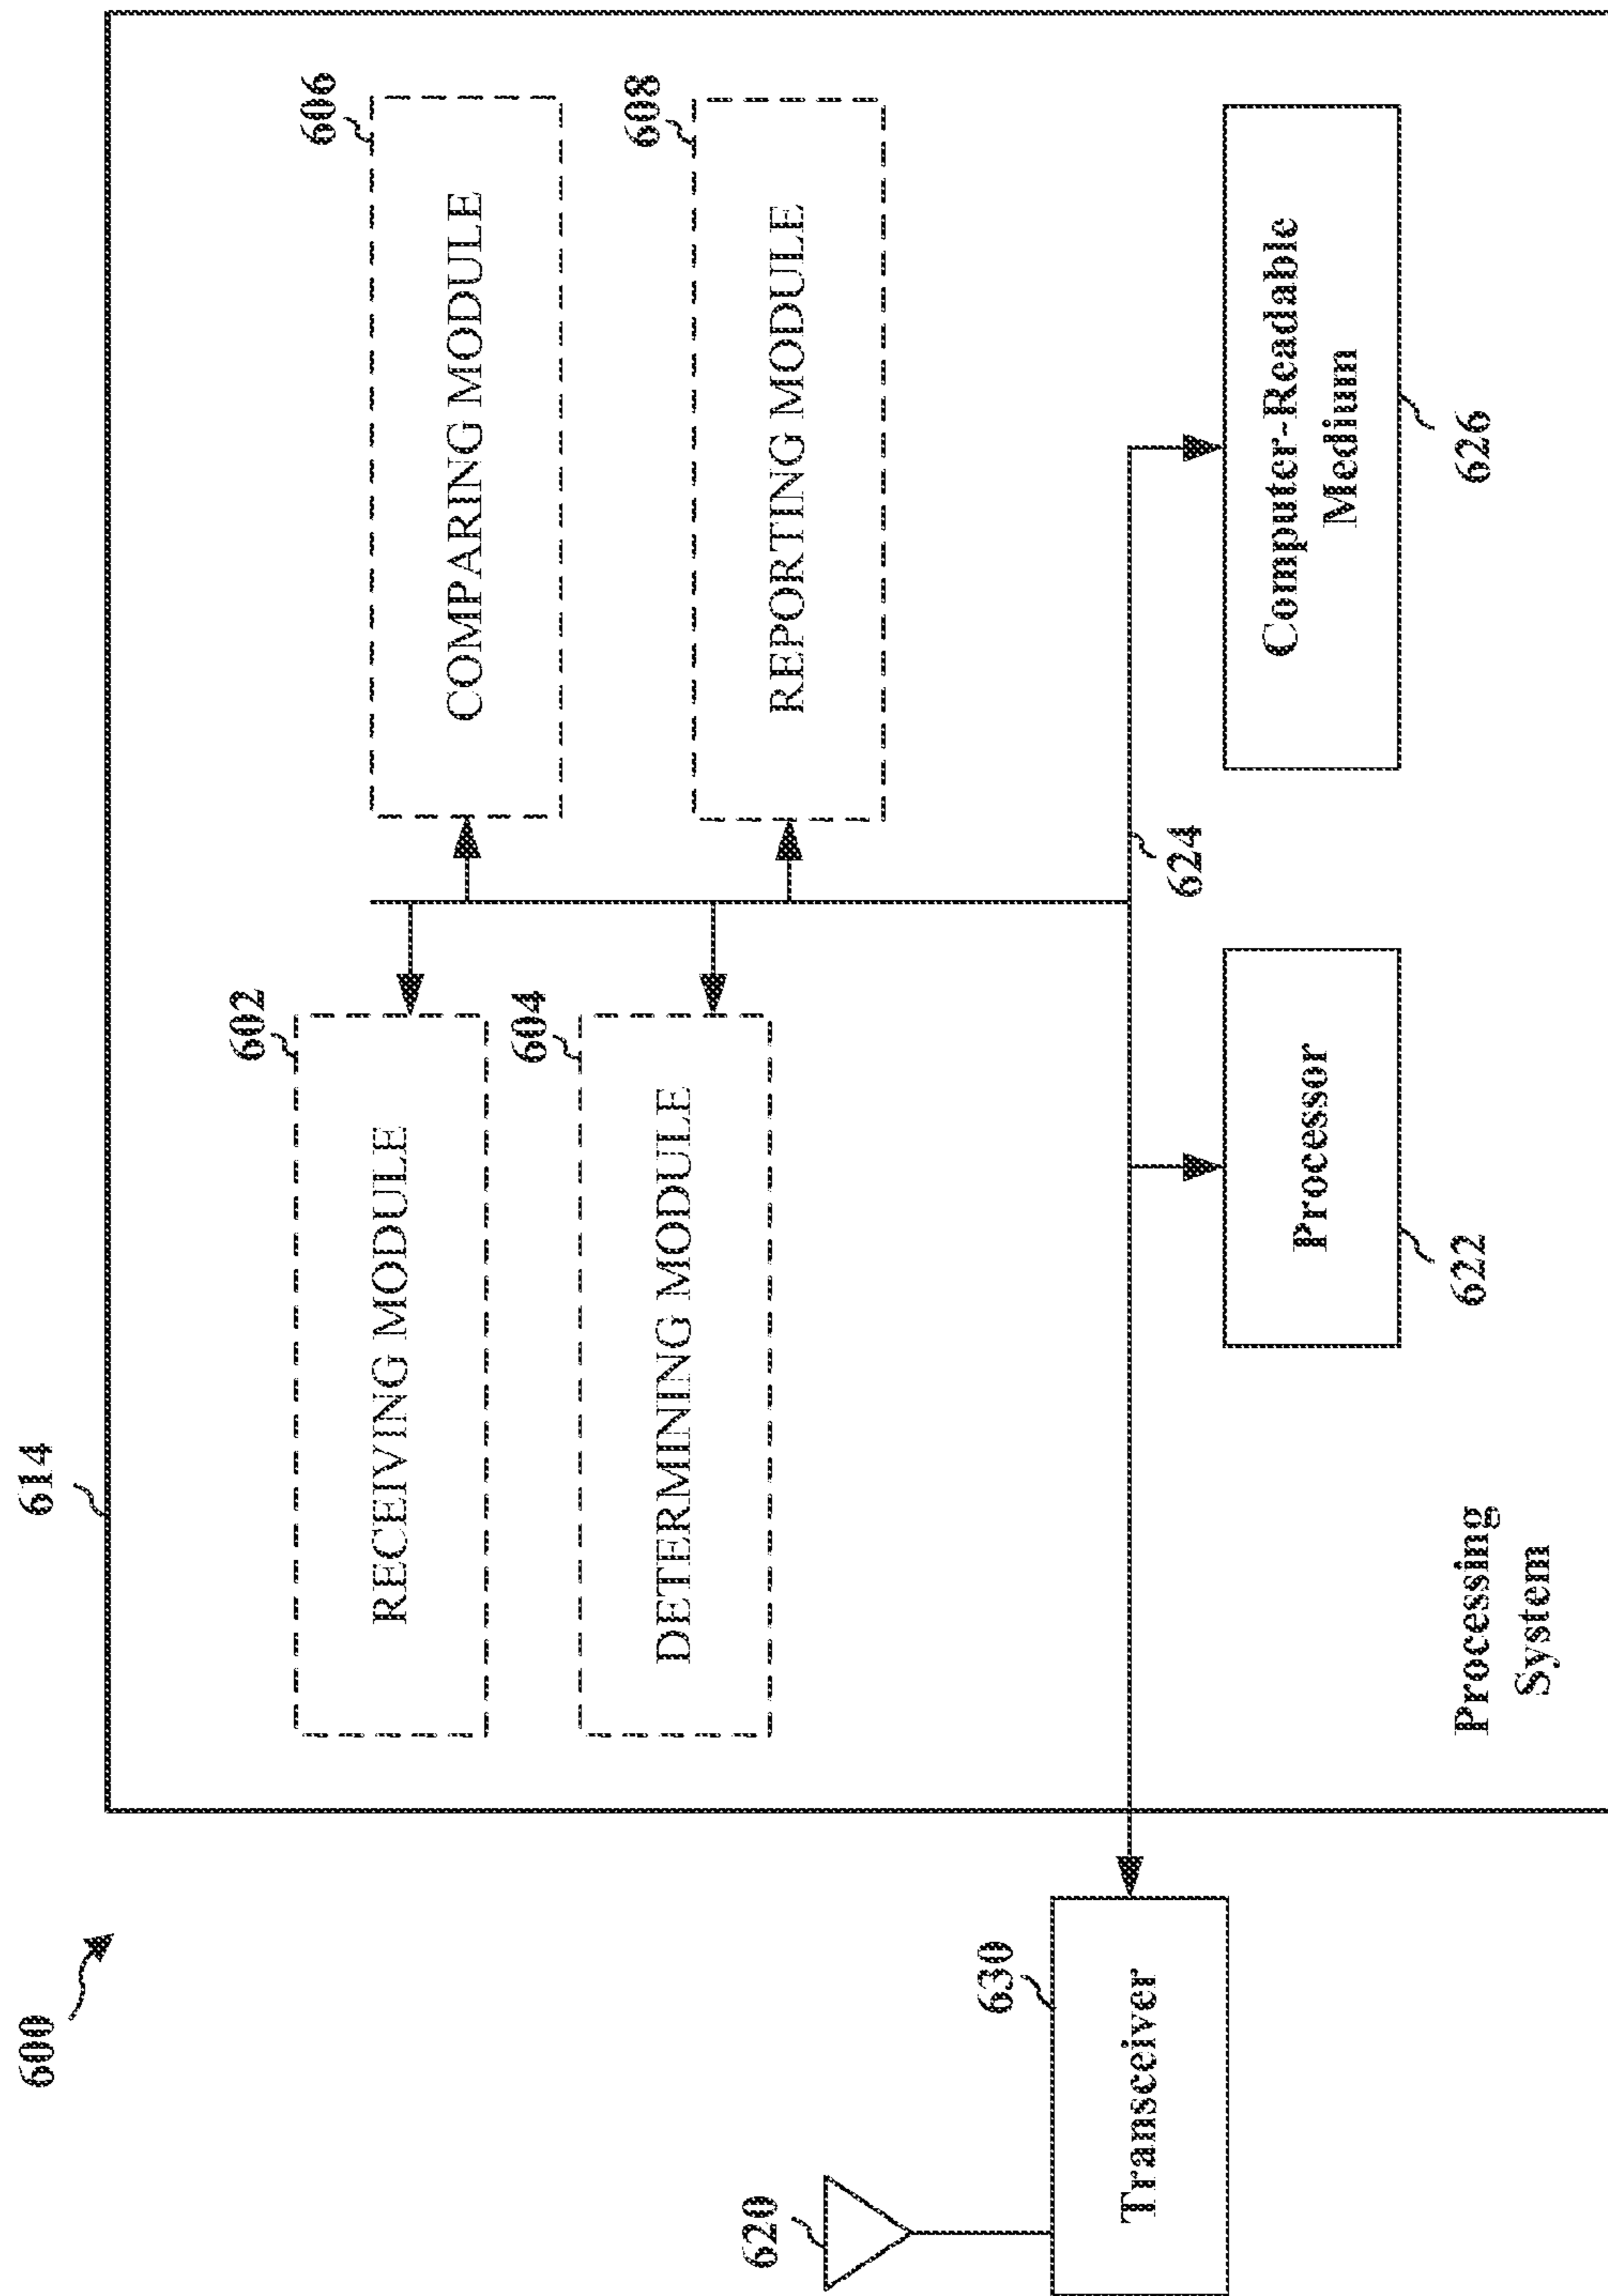 600
614
602
RECEIVING MODULE
604
DETERMINING MODULE
606
COMPARING MODULE
608
REPORTING MODULE
620
630
Transceiver
624
Processor
622
Computer-Readable
Medium
626
Processing
System